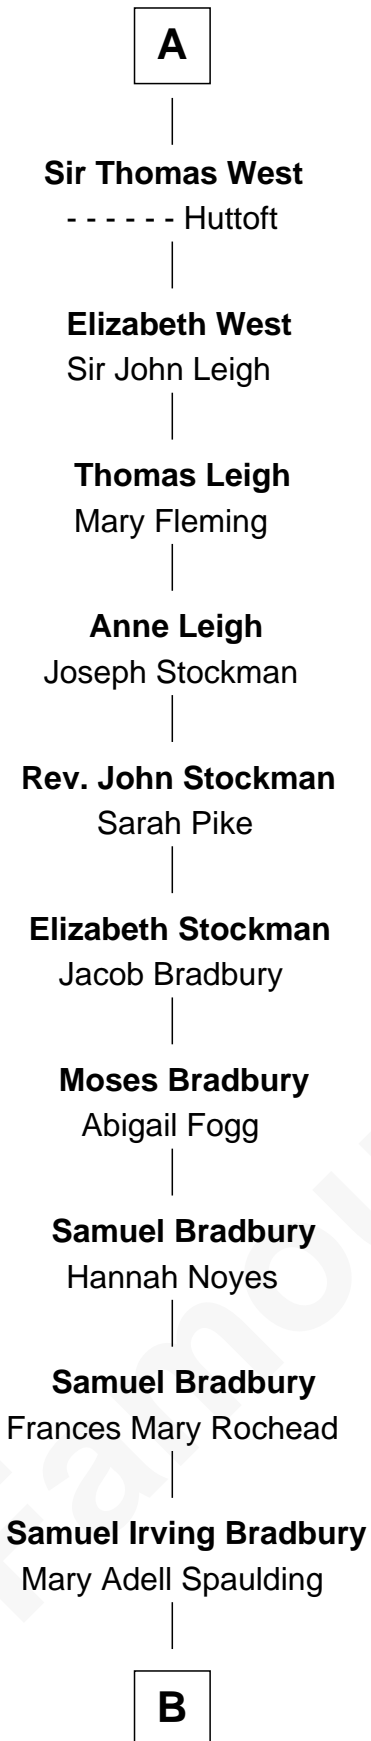 A
Sir Thomas West
- - - - - - Huttoft
Elizabeth West
Sir John Leigh
Thomas Leigh
Mary Fleming
Anne Leigh
Joseph Stockman
Rev. John Stockman
Sarah Pike
Elizabeth Stockman
Jacob Bradbury
Moses Bradbury
Abigail Fogg
Samuel Bradbury
Hannah Noyes
Samuel Bradbury
Frances Mary Rochead
Samuel Irving Bradbury
Mary Adell Spaulding
B